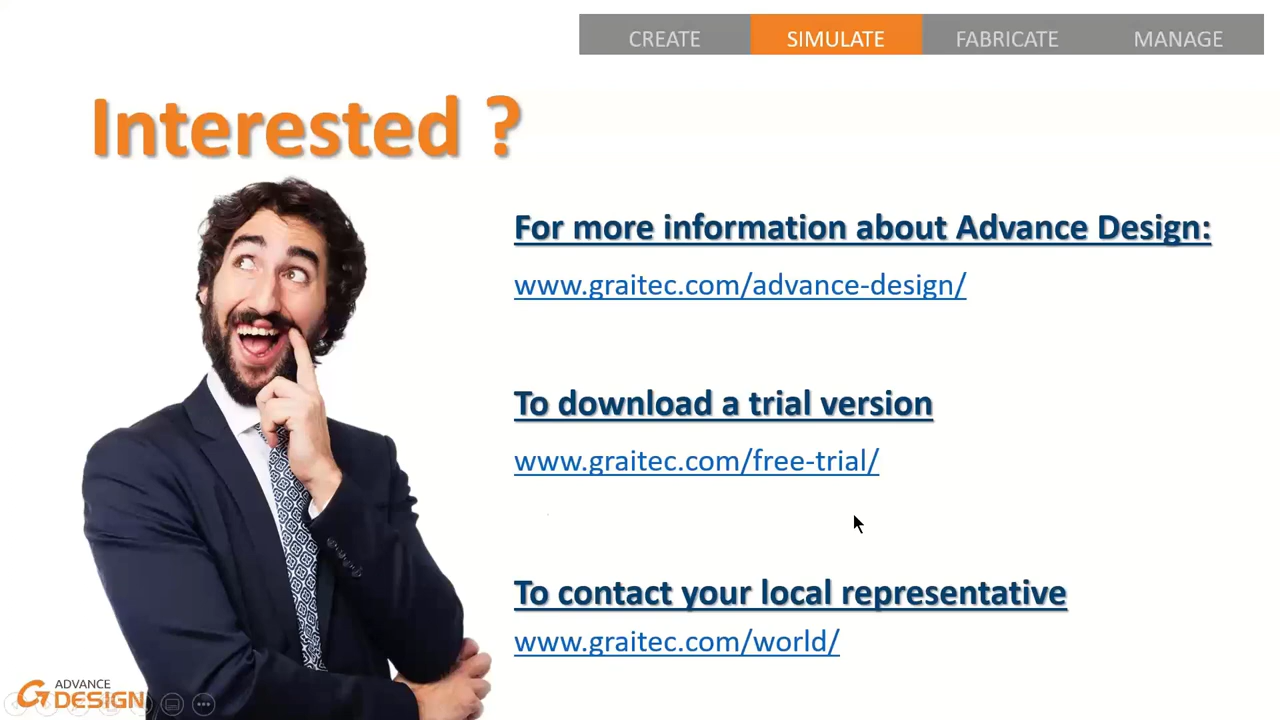 CREATE SIMULATE FABRICATE MANAGE
Interested ?
For more information about Advance Design:
www.graitec.com/advance-design/
To download a trial version
www.graitec.com/free-trial/
To contact your local representative
www.graitec.com/world/
ADVANCE
DESIGN